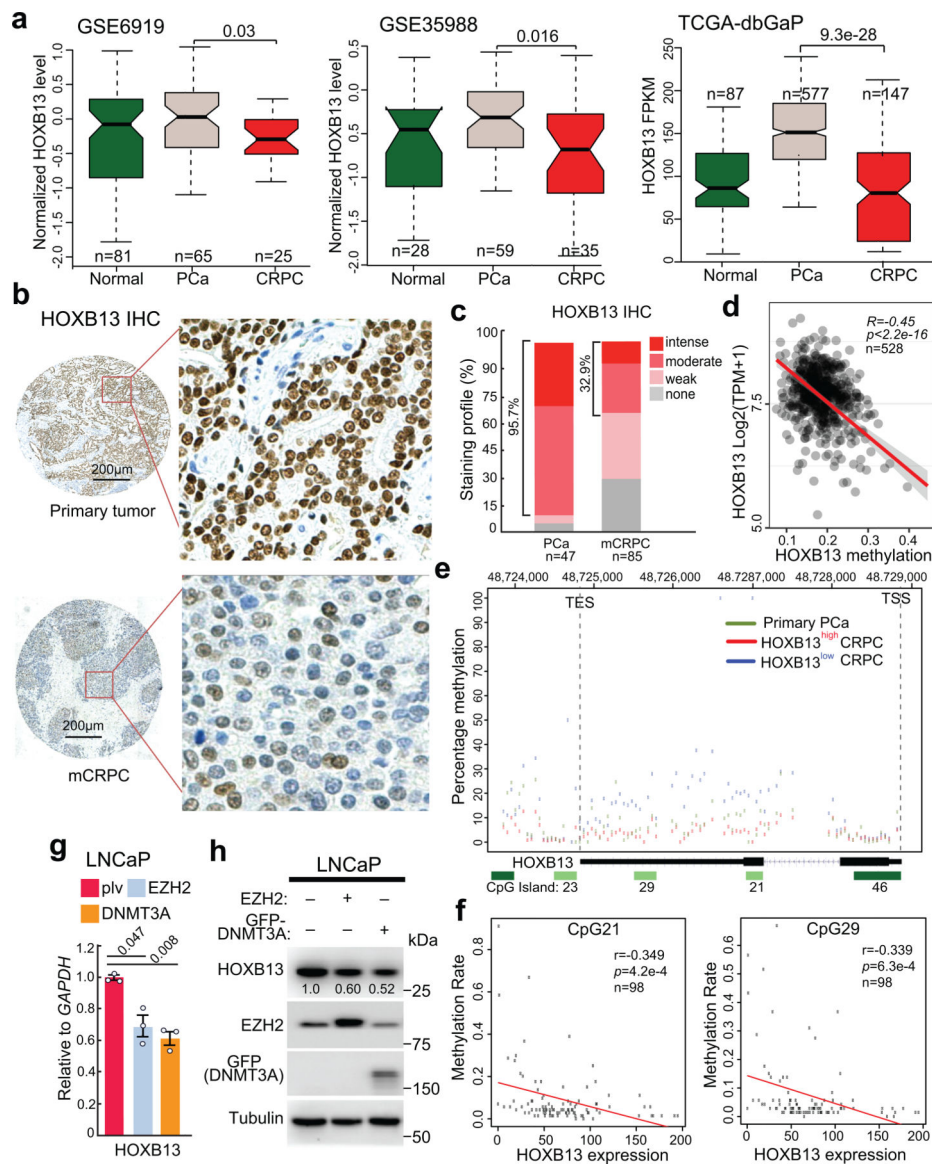 a
GSE6919
Normalized HOXB13 level
1.0
0.5
0.0
-0.5
-1.0
-1.5
-2.0
0.03
n=81
n=65
n=25
Normal
PCa
CRPC
GSE35988
Normalized HOXB13 level
0.5
0.0
-0.5
-1.0
-1.5
-2.0
0.016
n=28
n=59
n=35
Normal
PCa
CRPC
TCGA-dbGaP
HOXB13 FPKM
250
200
150
100
50
0
9.3e-28
n=87
n=577
n=147
Normal
PCa
CRPC
b
HOXB13 IHC
200µm
Primary tumor
200µm
mCRPC
c
HOXB13 IHC
Staining profile (%)
100
90
75
60
45
30
15
0
95.7%
32.9%
intense
moderate
weak
none
PCa
n=47
mCRPC
n=85
d
HOXB13 Log2(TPM+1)
7.5
5.0
R=-0.45
p<2.2e-16
n=528
0.1
0.2
0.3
0.4
HOXB13 methylation
e
48,724,000
48,725,000
48,726,000
48,7287,000
48,728,000
48,729,000
TES
TSS
Percentage methylation
100
90
80
70
60
50
40
30
20
10
0
Primary PCa
HOXB13high CRPC
HOXB13low CRPC
HOXB13
CpG Island: 23
29
21
46
f
CpG21
Methylation Rate
0.8
0.6
0.4
0.2
0.0
r=-0.349
p=4.2e-4
n=98
0
50
100
150
200
HOXB13 expression
CpG29
Methylation Rate
0.6
0.5
0.4
0.3
0.2
0.1
0.0
r=-0.339
p=6.3e-4
n=98
0
50
100
150
200
HOXB13 expression
g
LNCaP
plv
EZH2
DNMT3A
Relative to GAPDH
1.2
1.0
0.8
0.6
0.4
0.2
0
0.047
0.008
HOXB13
h
LNCaP
EZH2: – + –
GFP-
DNMT3A: – – +
kDa
HOXB13
1.0 0.60 0.52
–25
EZH2
–75
GFP
(DNMT3A)
–150
Tubulin
–50